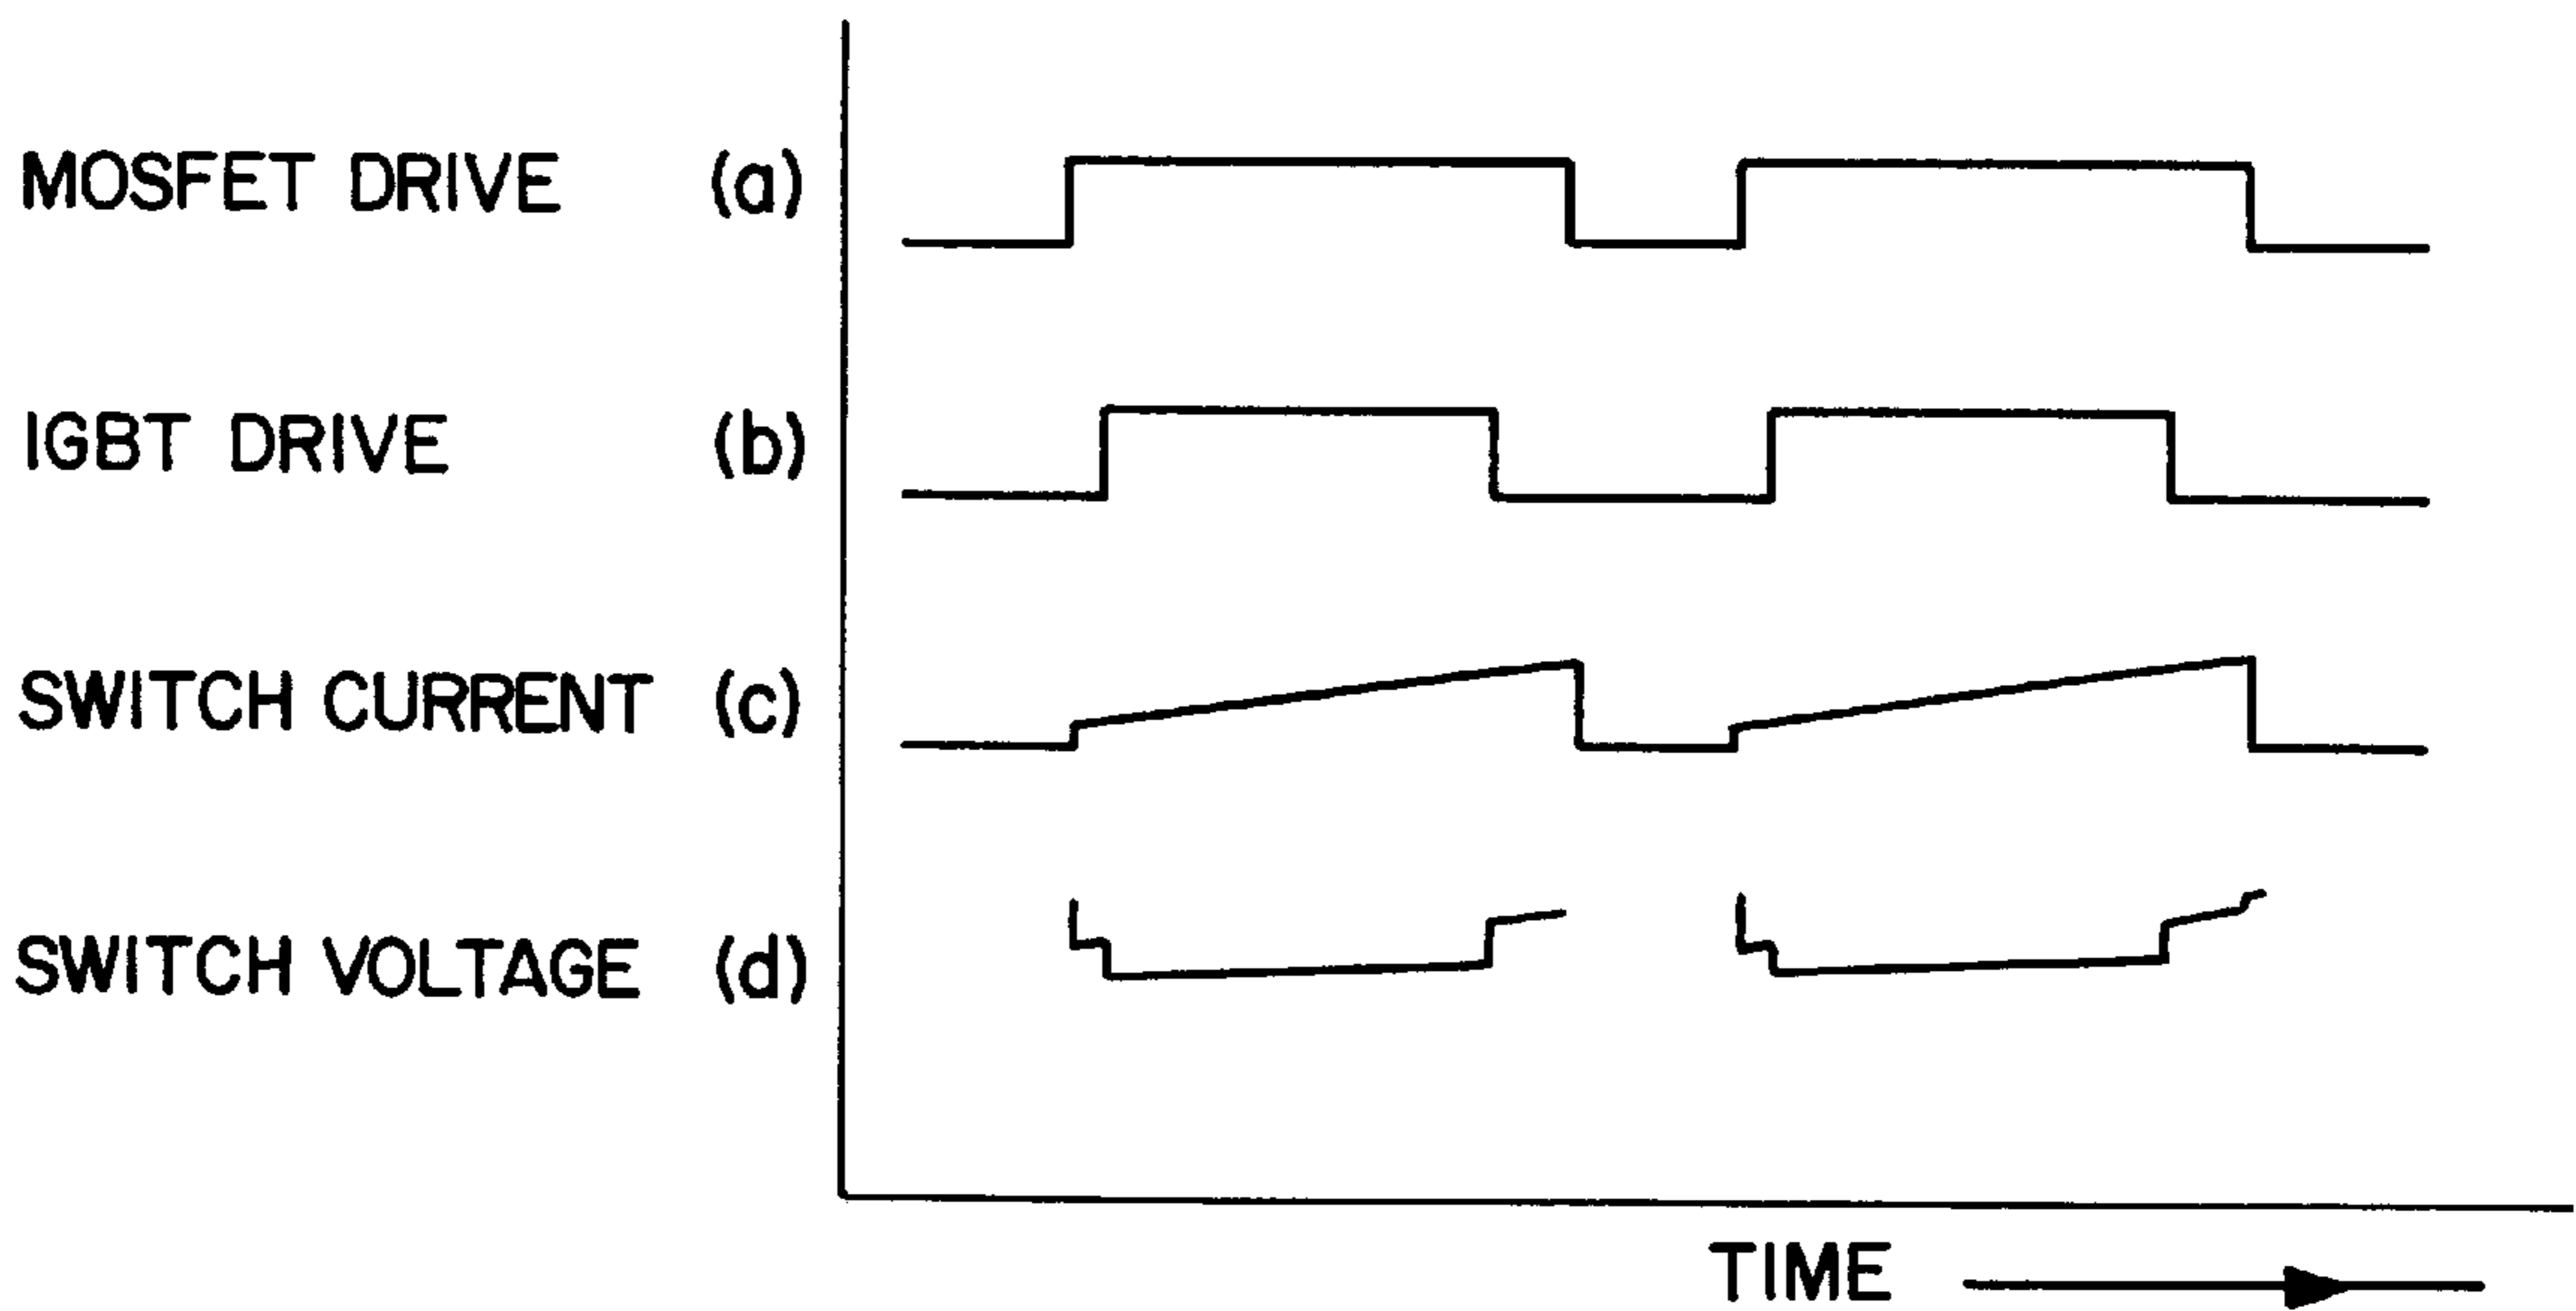 MOSFET DRIVE (a)
IGBT DRIVE (b)
SWITCH CURRENT (c)
SWITCH VOLTAGE (d)
TIME